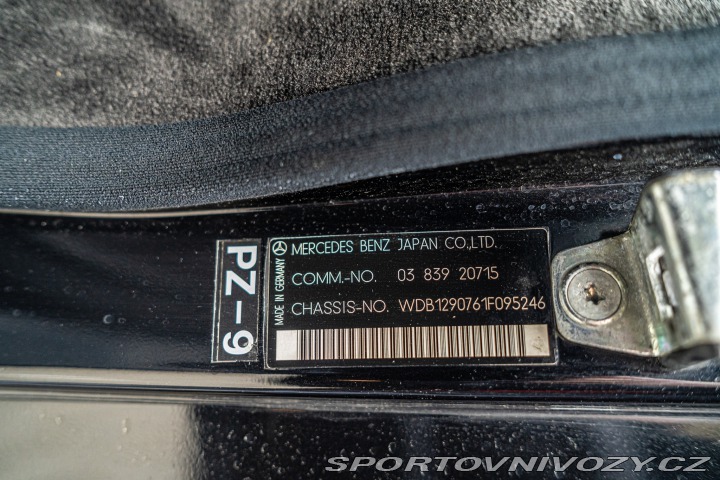 PZ-9
MADE IN GERMANY
MERCEDES BENZ JAPAN CO.,LTD.
COMM.-NO. 03 839 20715
CHASSIS-NO. WDB1290761F095246
SPORTOVNIVOZY.CZ